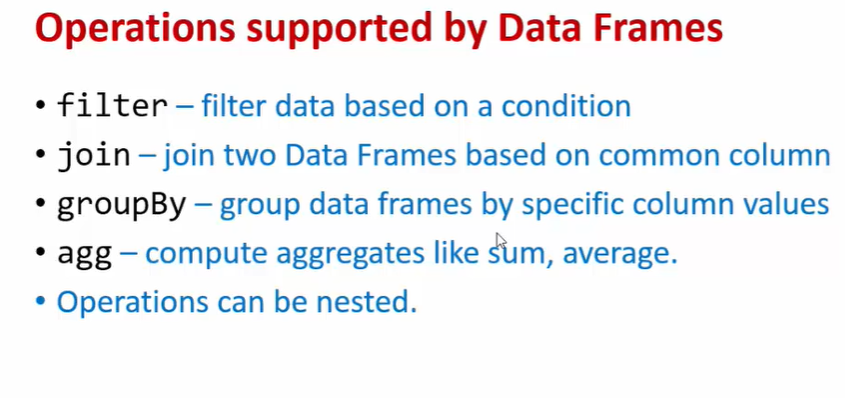 Operations supported by Data Frames
• filter – filter data based on a condition
• join – join two Data Frames based on common column
• groupBy – group data frames by specific column values
• agg – compute aggregates like sum, average.
• Operations can be nested.